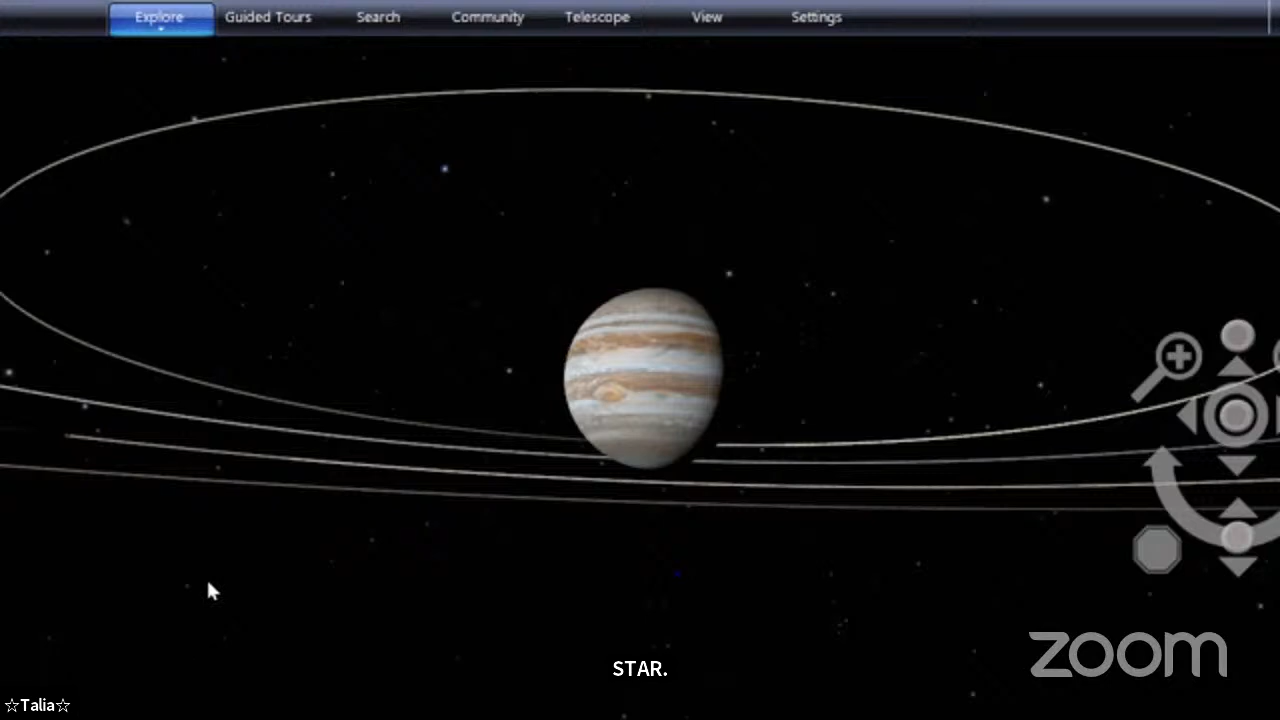 Explore Guided Tours Search Community Telescope View Settings
STAR.
zoom
☆Talia☆